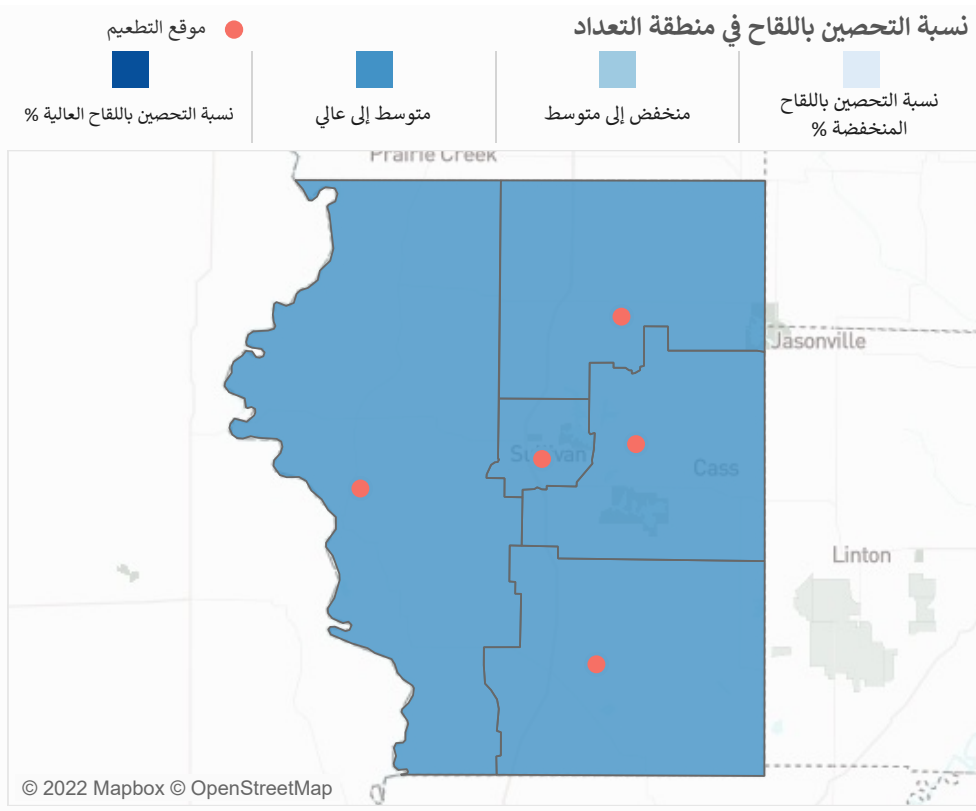 نسبة التحصين باللقاح في منطقة التعداد
موقع التطعيم
نسبة التحصين باللقاح
المنخفضة %
منخفض إلى متوسط
متوسط إلى عالي
نسبة التحصين باللقاح العالية %
Prairie Creek
Jasonville
Sullivan
Cass
Linton
© 2022 Mapbox © OpenStreetMap